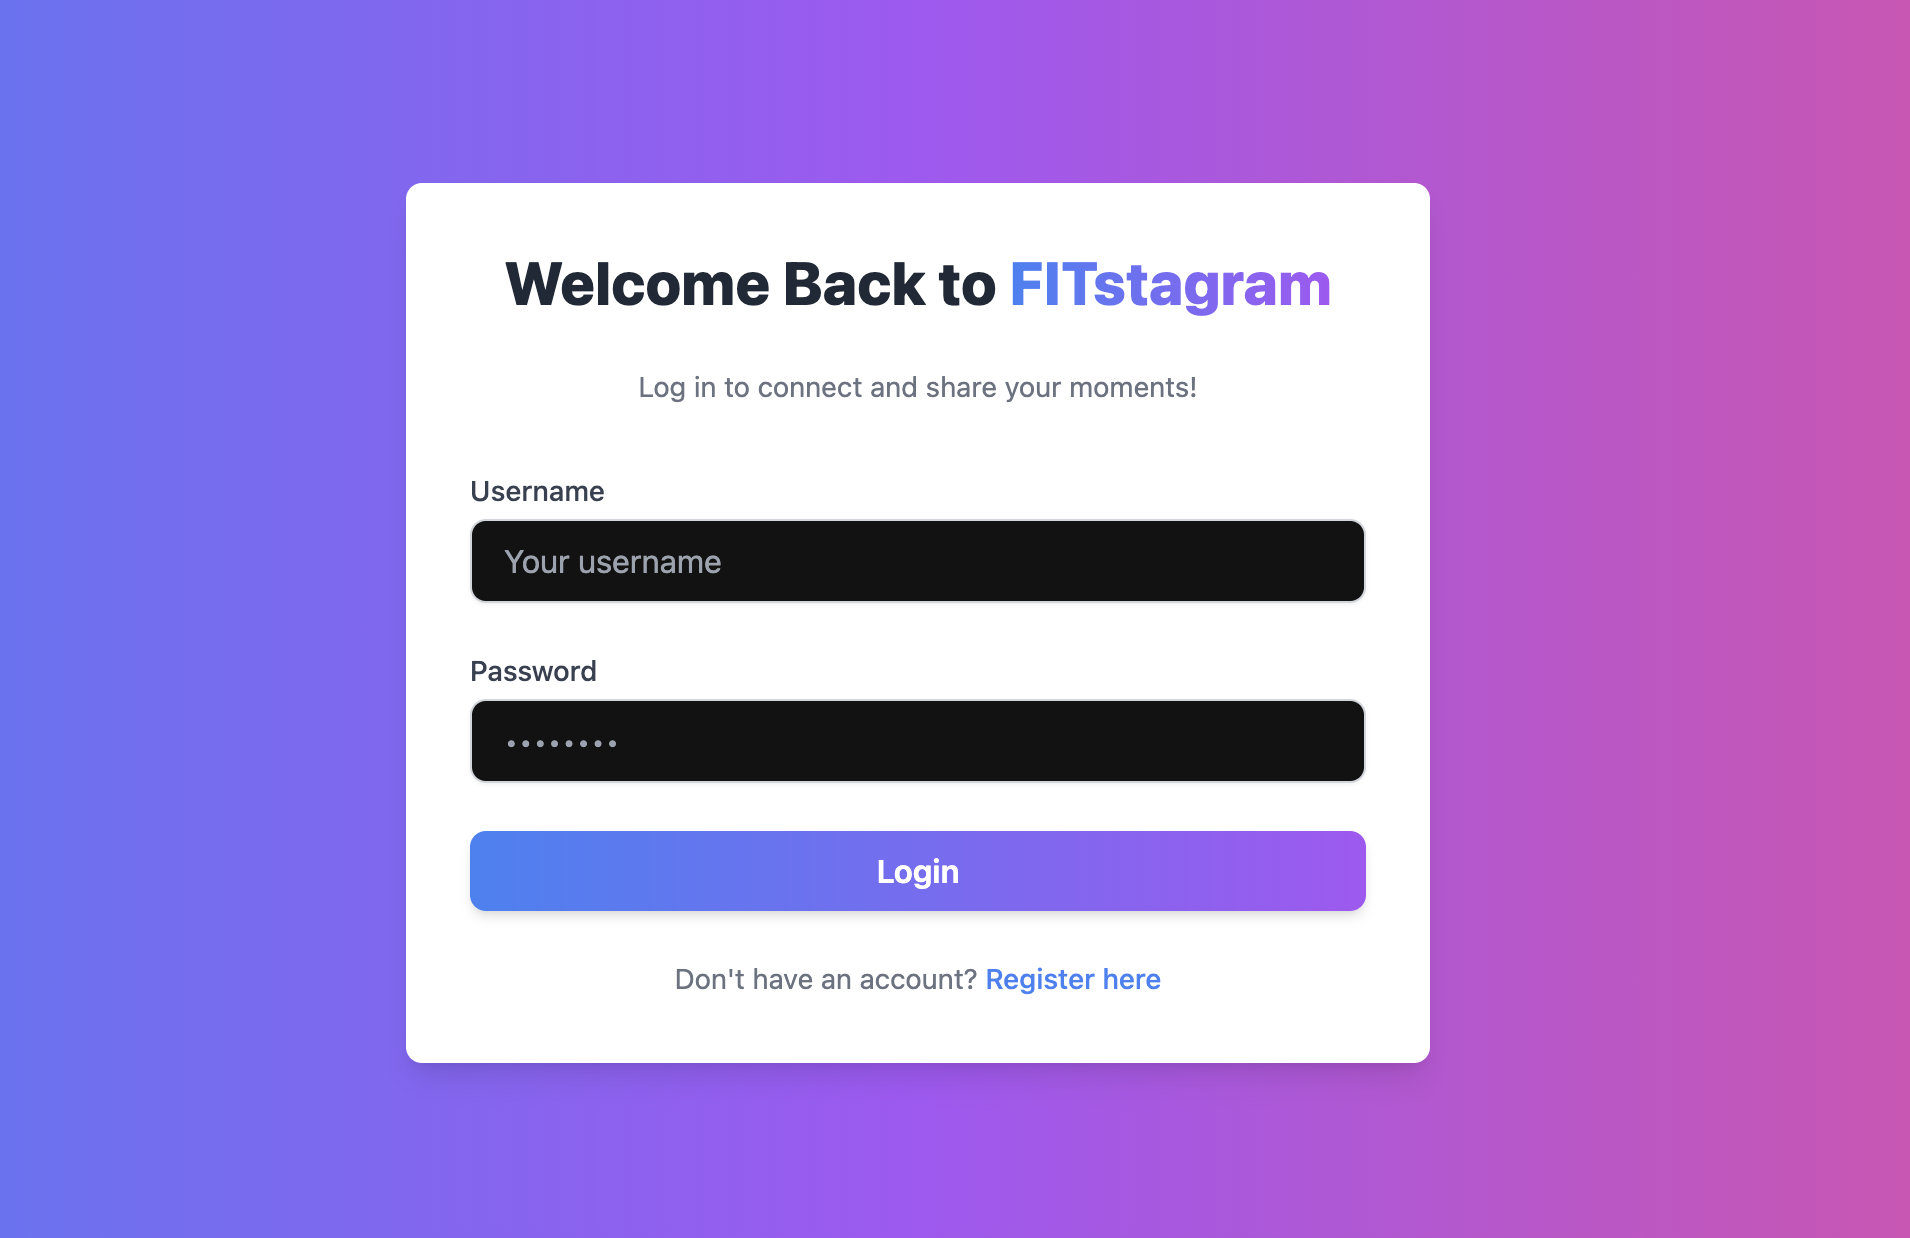 Welcome Back to FITstagram
Log in to connect and share your moments!
Username
Your username
Password
••••••••
Login
Don't have an account? Register here